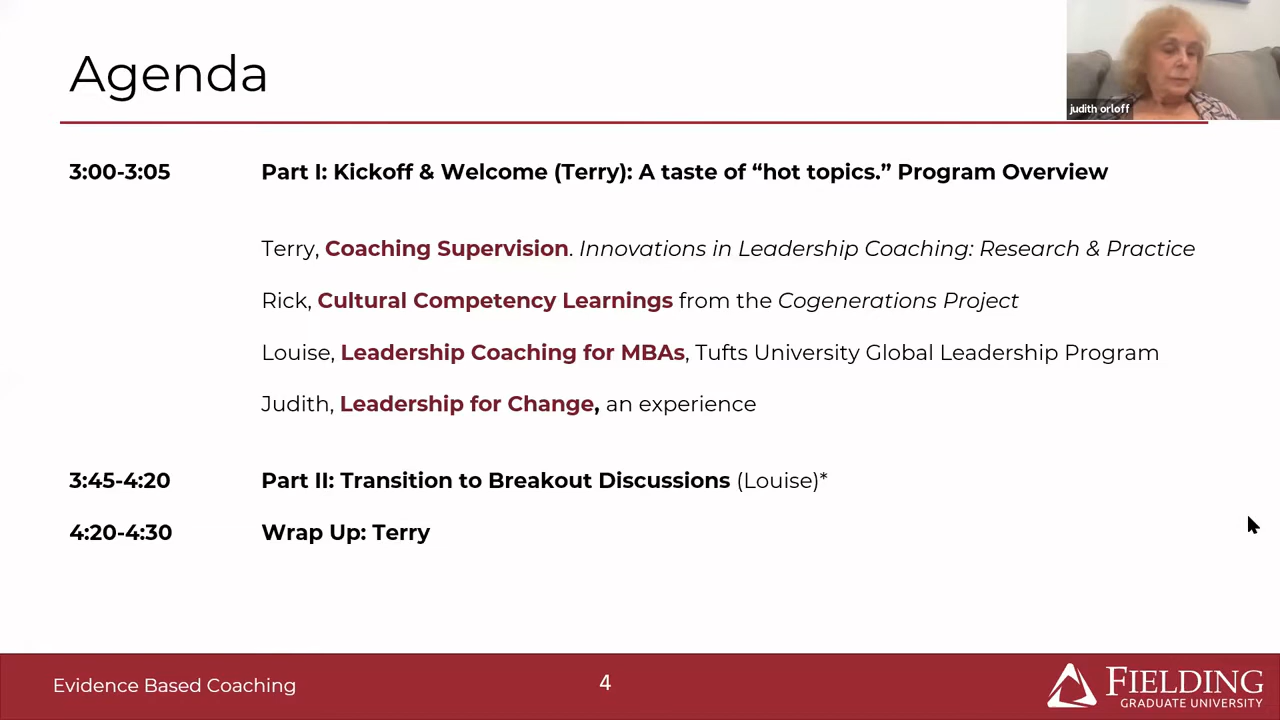 Agenda
judith orloff
3:00-3:05 Part I: Kickoff & Welcome (Terry): A taste of “hot topics.” Program Overview
Terry, Coaching Supervision. Innovations in Leadership Coaching: Research & Practice
Rick, Cultural Competency Learnings from the Cogenerations Project
Louise, Leadership Coaching for MBAs, Tufts University Global Leadership Program
Judith, Leadership for Change, an experience
3:45-4:20 Part II: Transition to Breakout Discussions (Louise)*
4:20-4:30 Wrap Up: Terry
Evidence Based Coaching
4
FIELDING
GRADUATE UNIVERSITY